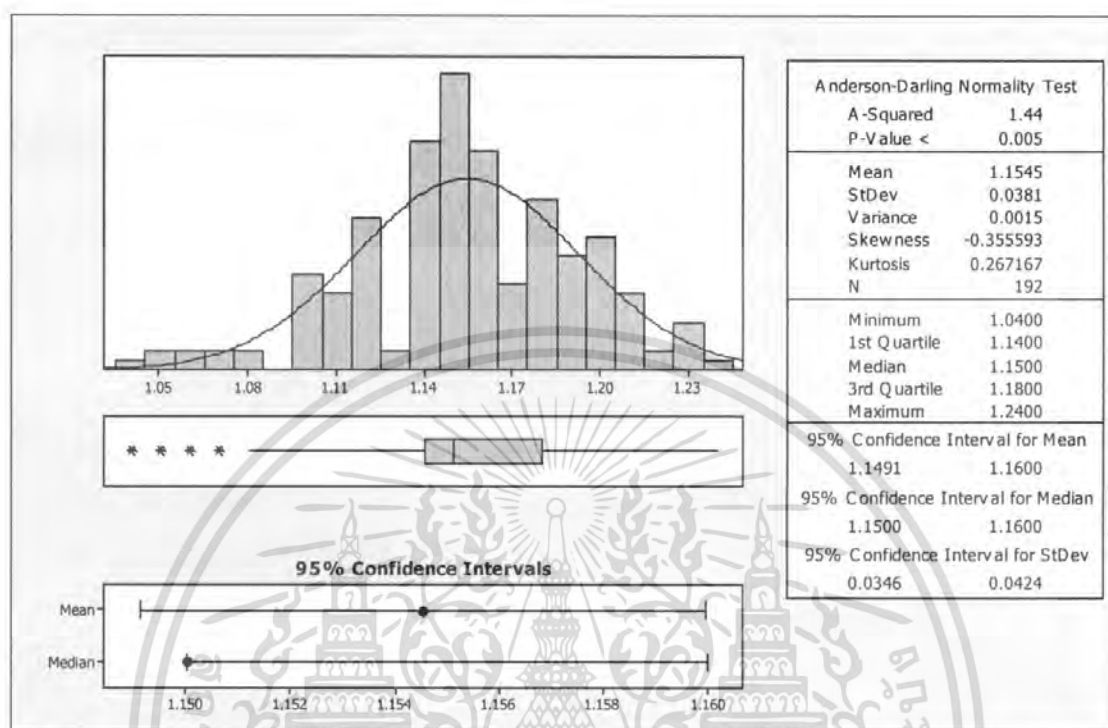 1.05 1.08 1.11 1.14 1.17 1.20 1.23
95% Confidence Intervals
Mean
Median
1.150 1.152 1.154 1.156 1.158 1.160
Anderson-Darling Normality Test
A-Squared 1.44
P-Value < 0.005
Mean 1.1545
StDev 0.0381
Variance 0.0015
Skewness -0.355593
Kurtosis 0.267167
N 192
Minimum 1.0400
1st Quartile 1.1400
Median 1.1500
3rd Quartile 1.1800
Maximum 1.2400
95% Confidence Interval for Mean
1.1491 1.1600
95% Confidence Interval for Median
1.1500 1.1600
95% Confidence Interval for StDev
0.0346 0.0424